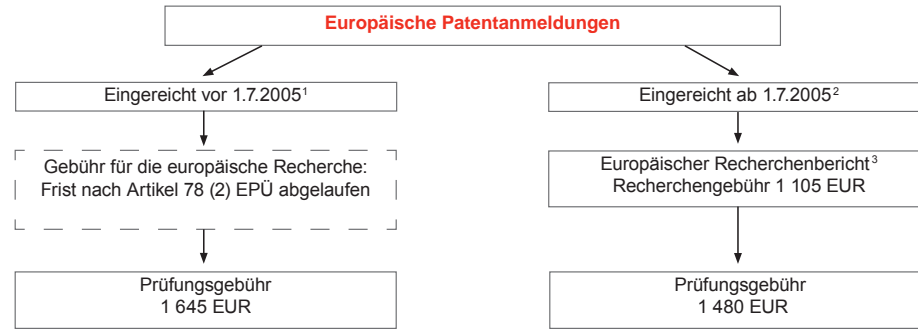 Europäische Patentanmeldungen
Eingereicht vor 1.7.2005¹
Eingereicht ab 1.7.2005²
Gebühr für die europäische Recherche:
Frist nach Artikel 78 (2) EPÜ abgelaufen
Europäischer Recherchenbericht³
Recherchengebühr 1 105 EUR
Prüfungsgebühr
1 645 EUR
Prüfungsgebühr
1 480 EUR